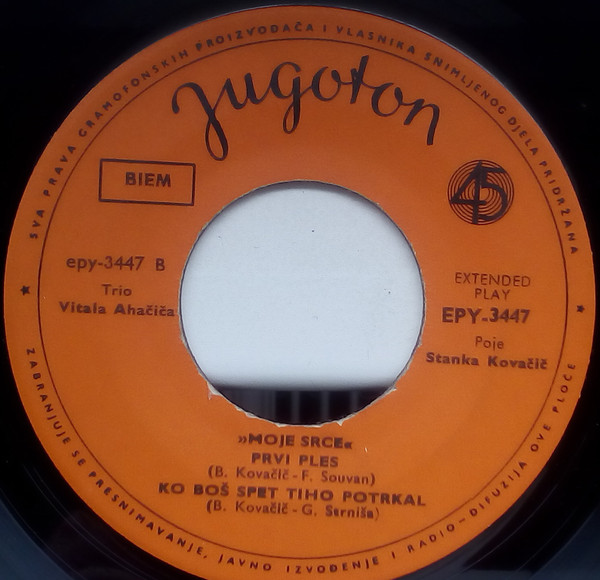 SVA PRAVA GRAMOFONSKIH PROIZVOĐAČA I VLASNIKA SNIMLJENOG DJELA PRIDRŽANA
Jugoton
BIEM
45
epy-3447 B
Trio
Vitala Ahačiča
EXTENDED
PLAY
EPY-3447
Poje
Stanka Kovačič
»MOJE SRCE«
PRVI PLES
(B. Kovačič - F. Souvan)
KO BOŠ SPET TIHO POTRKAL
(B. Kovačič - G. Serniša)
ZABRANJUJE SE PRESNIMAVANJE, JAVNO IZVOĐENJE I RADIO-DIFUZIJA OVE PLOČE